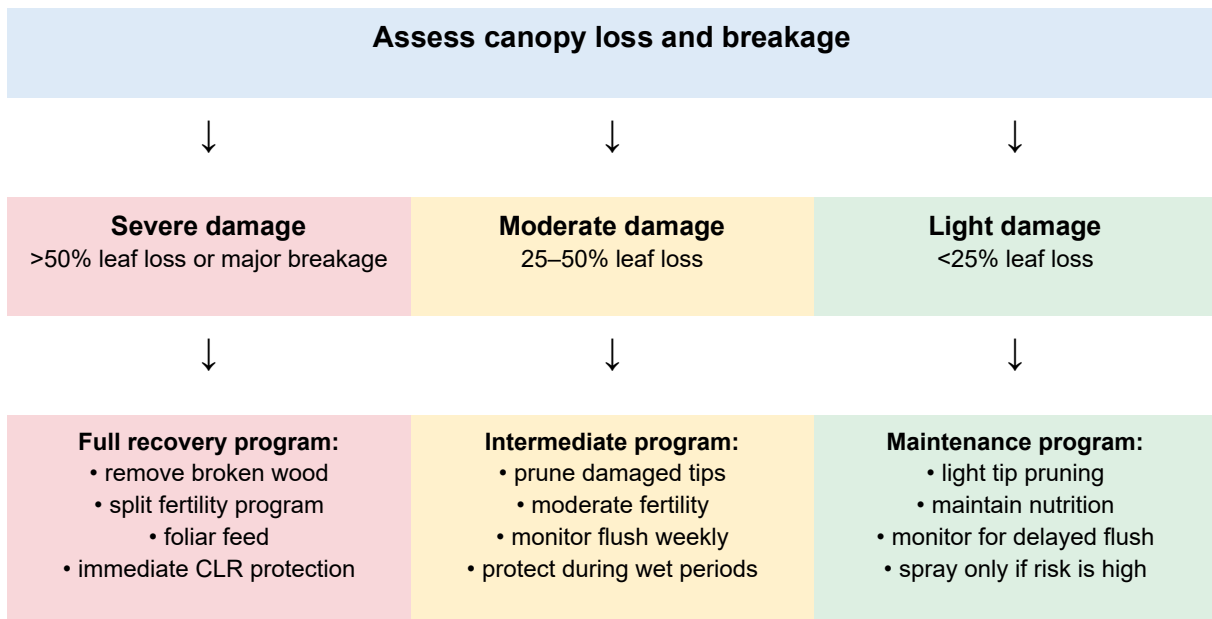 Assess canopy loss and breakage
↓ ↓ ↓
Severe damage
>50% leaf loss or major breakage
Moderate damage
25–50% leaf loss
Light damage
<25% leaf loss
↓ ↓ ↓
Full recovery program:
• remove broken wood
• split fertility program
• foliar feed
• immediate CLR protection
Intermediate program:
• prune damaged tips
• moderate fertility
• monitor flush weekly
• protect during wet periods
Maintenance program:
• light tip pruning
• maintain nutrition
• monitor for delayed flush
• spray only if risk is high